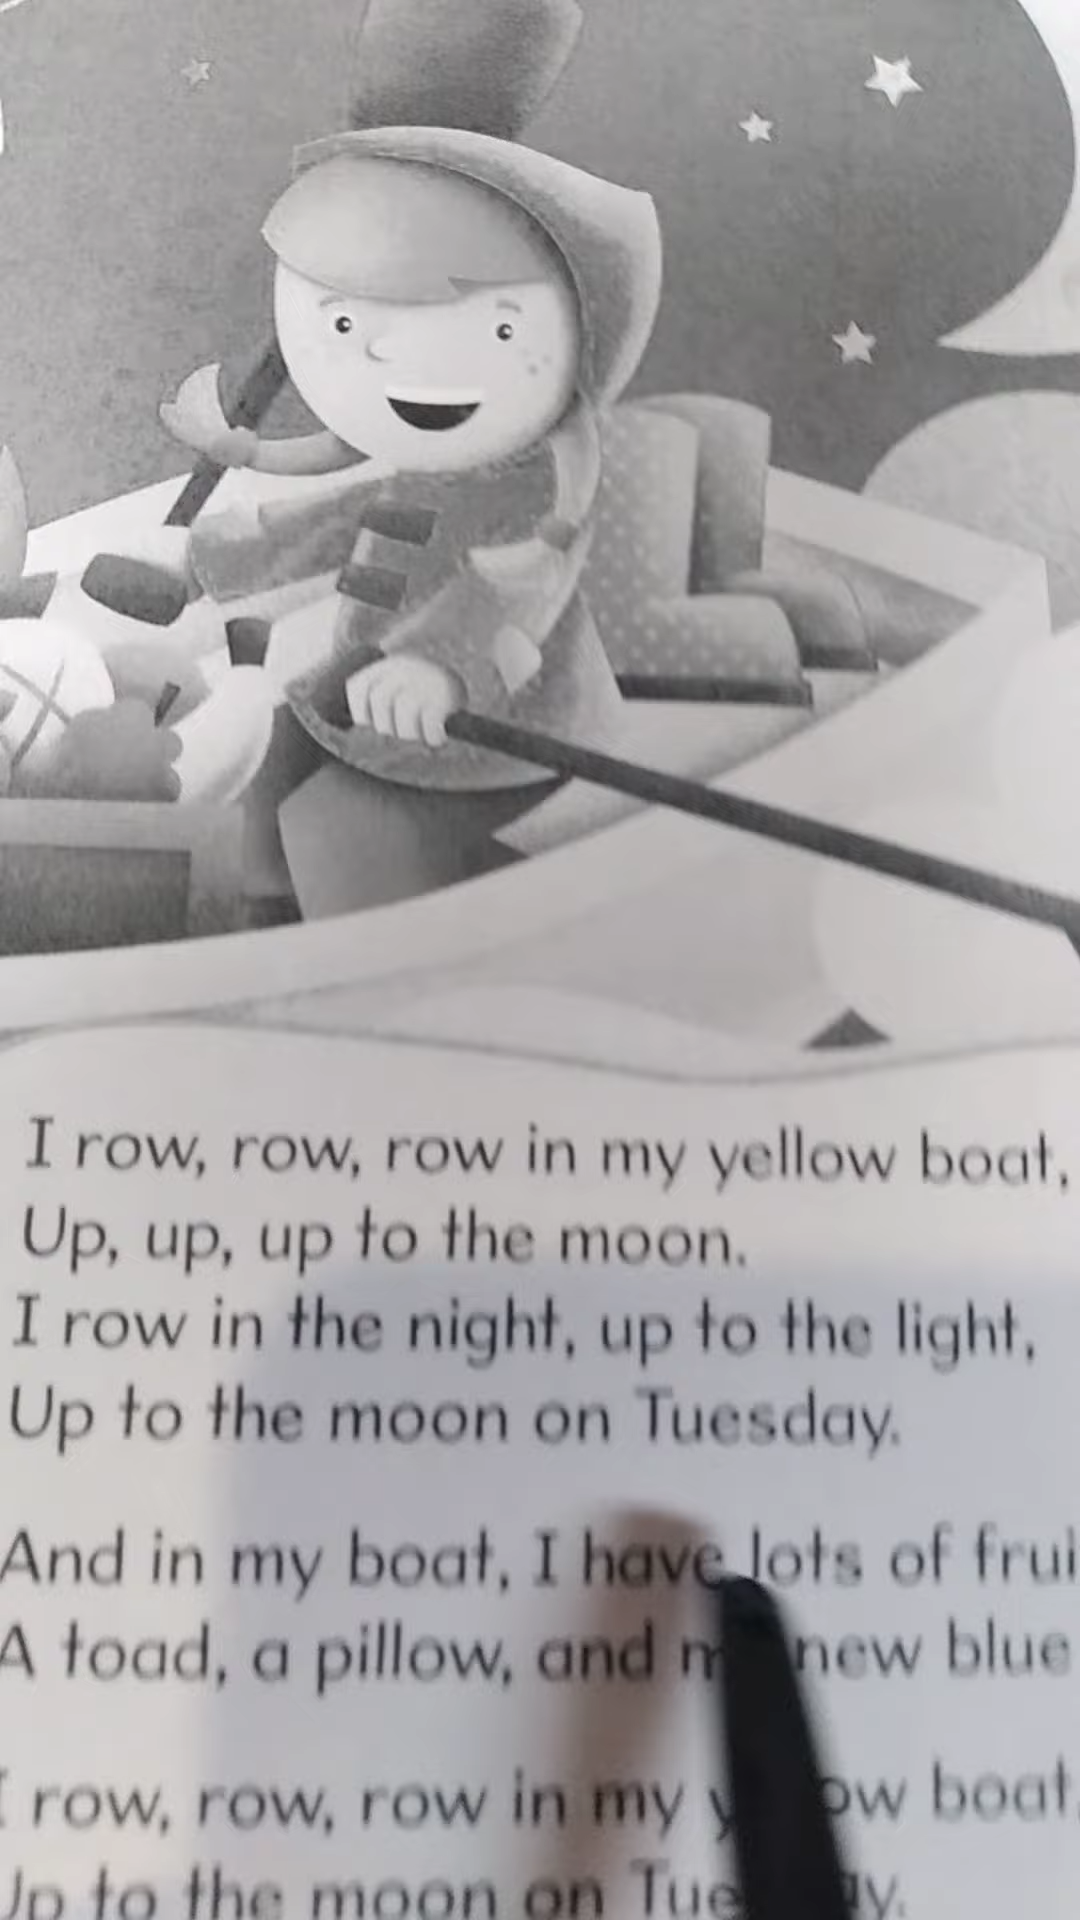 I row, row, row in my yellow boat,
Up, up, up to the moon.
I row in the night, up to the light,
Up to the moon on Tuesday.
And in my boat, I have lots of frui
A toad, a pillow, and new blue
I row, row, row in my boat,
Up to the moon on